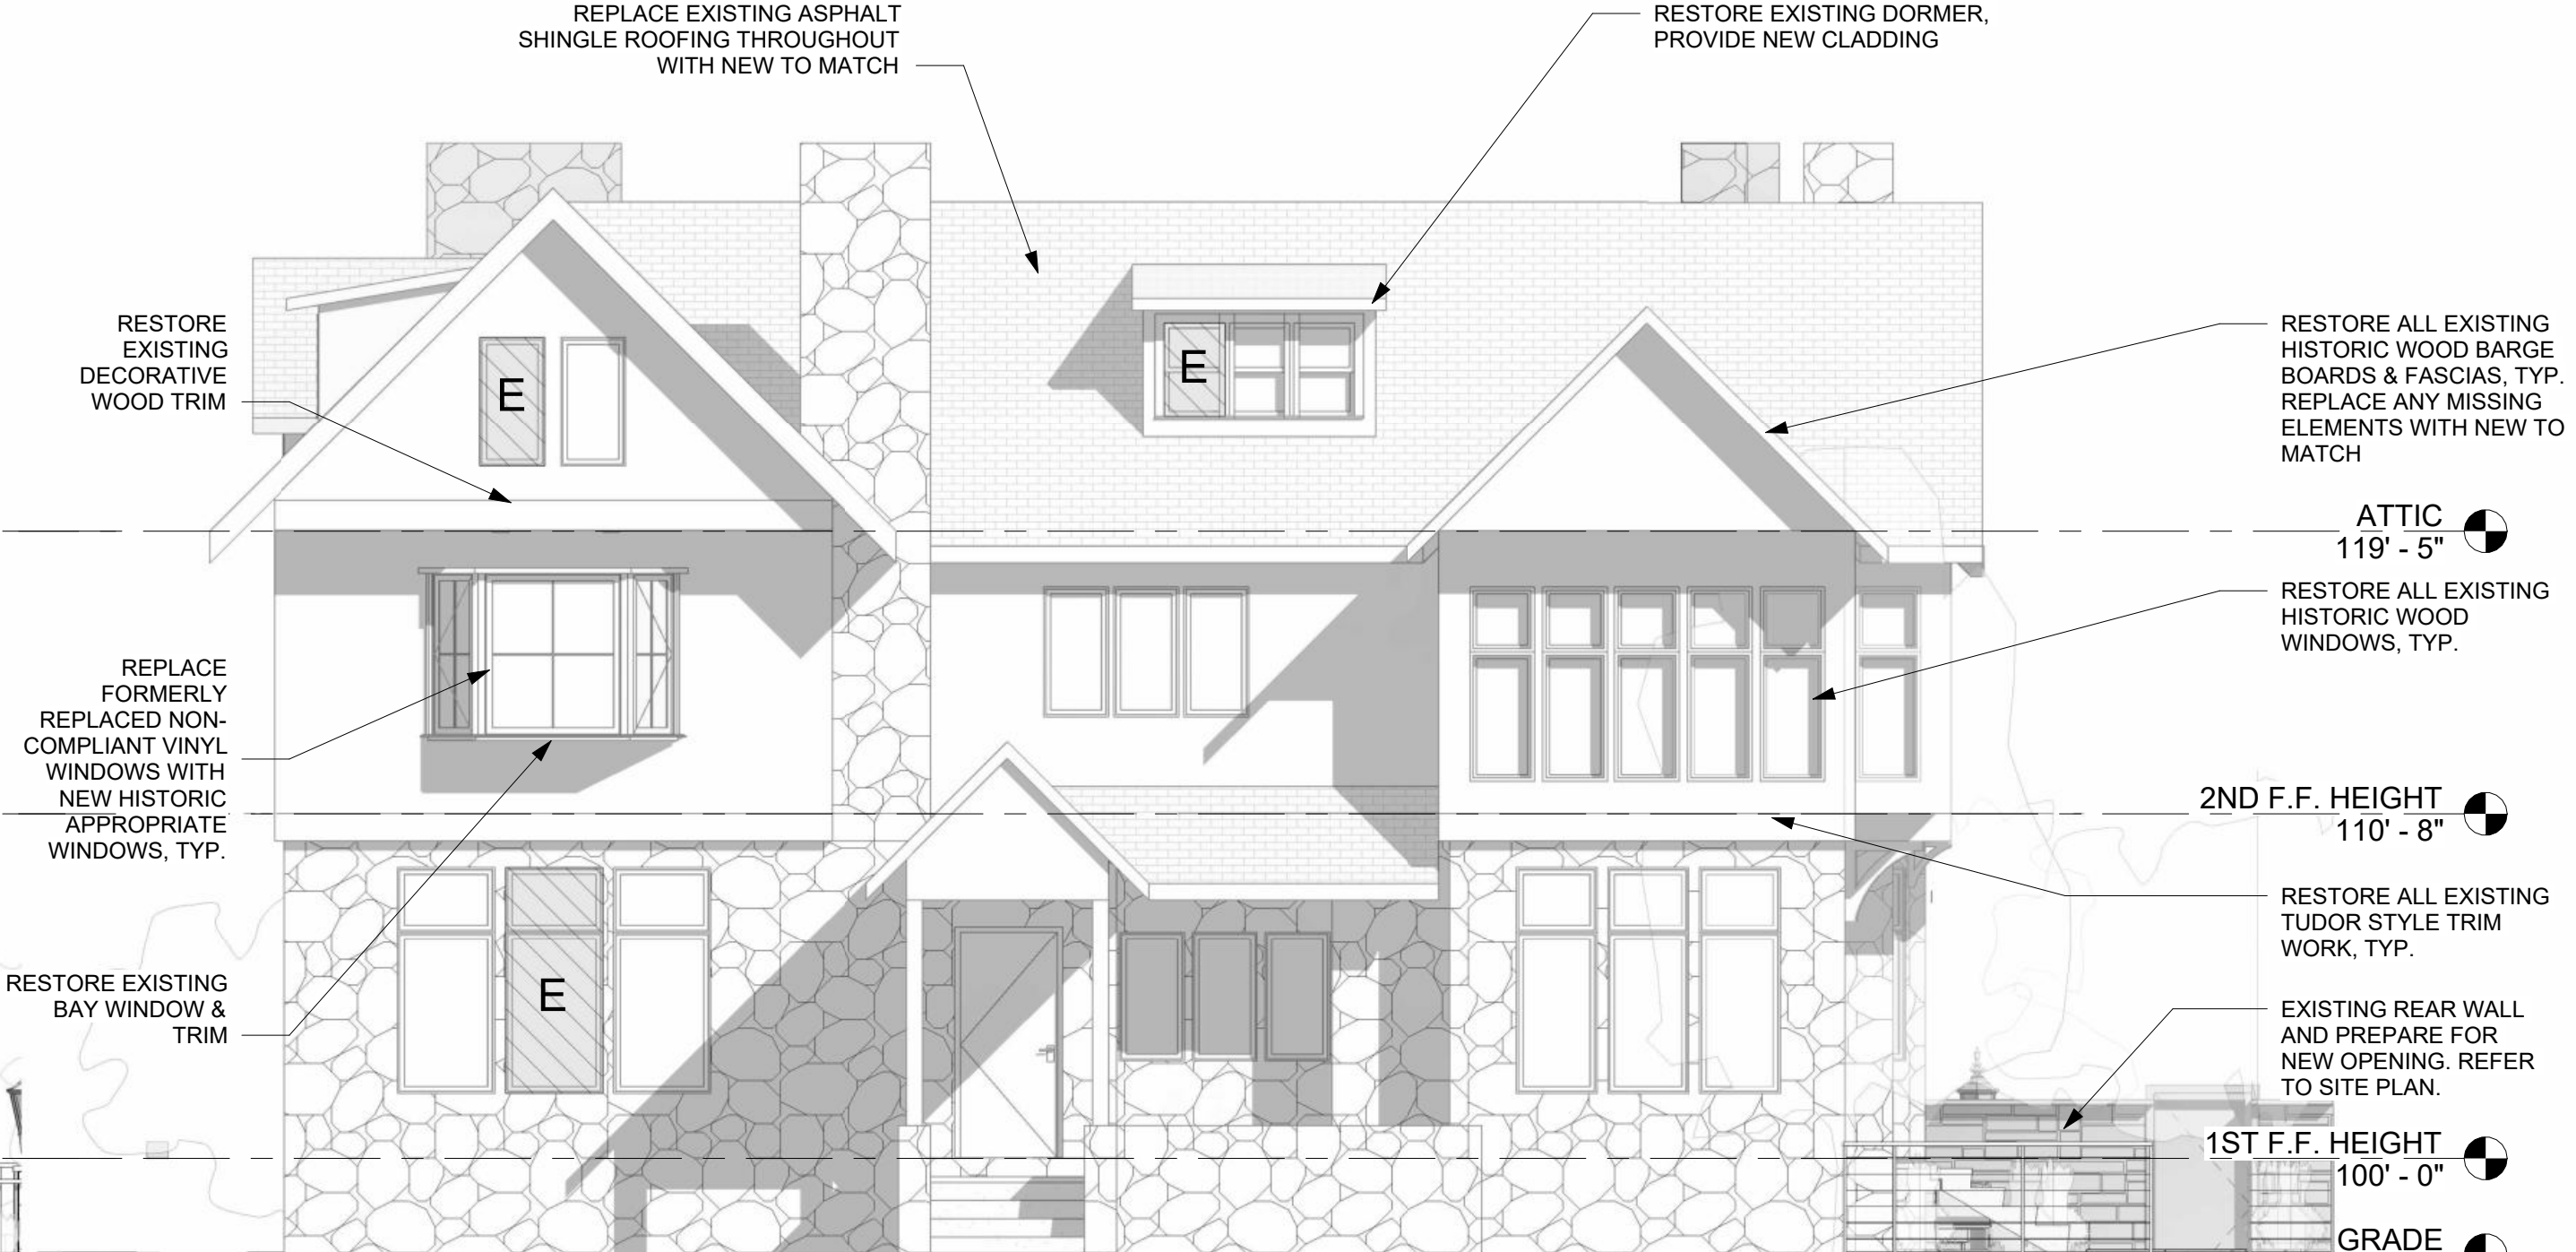 REPLACE EXISTING ASPHALT
SHINGLE ROOFING THROUGHOUT
WITH NEW TO MATCH
RESTORE EXISTING DORMER,
PROVIDE NEW CLADDING
RESTORE
EXISTING
DECORATIVE
WOOD TRIM
E
E
RESTORE ALL EXISTING
HISTORIC WOOD BARGE
BOARDS & FASCIAS, TYP.
REPLACE ANY MISSING
ELEMENTS WITH NEW TO
MATCH
ATTIC
119' - 5"
RESTORE ALL EXISTING
HISTORIC WOOD
WINDOWS, TYP.
REPLACE
FORMERLY
REPLACED NON-
COMPLIANT VINYL
WINDOWS WITH
NEW HISTORIC
APPROPRIATE
WINDOWS, TYP.
2ND F.F. HEIGHT
110' - 8"
RESTORE ALL EXISTING
TUDOR STYLE TRIM
WORK, TYP.
RESTORE EXISTING
BAY WINDOW &
TRIM
E
EXISTING REAR WALL
AND PREPARE FOR
NEW OPENING. REFER
TO SITE PLAN.
1ST F.F. HEIGHT
100' - 0"
GRADE